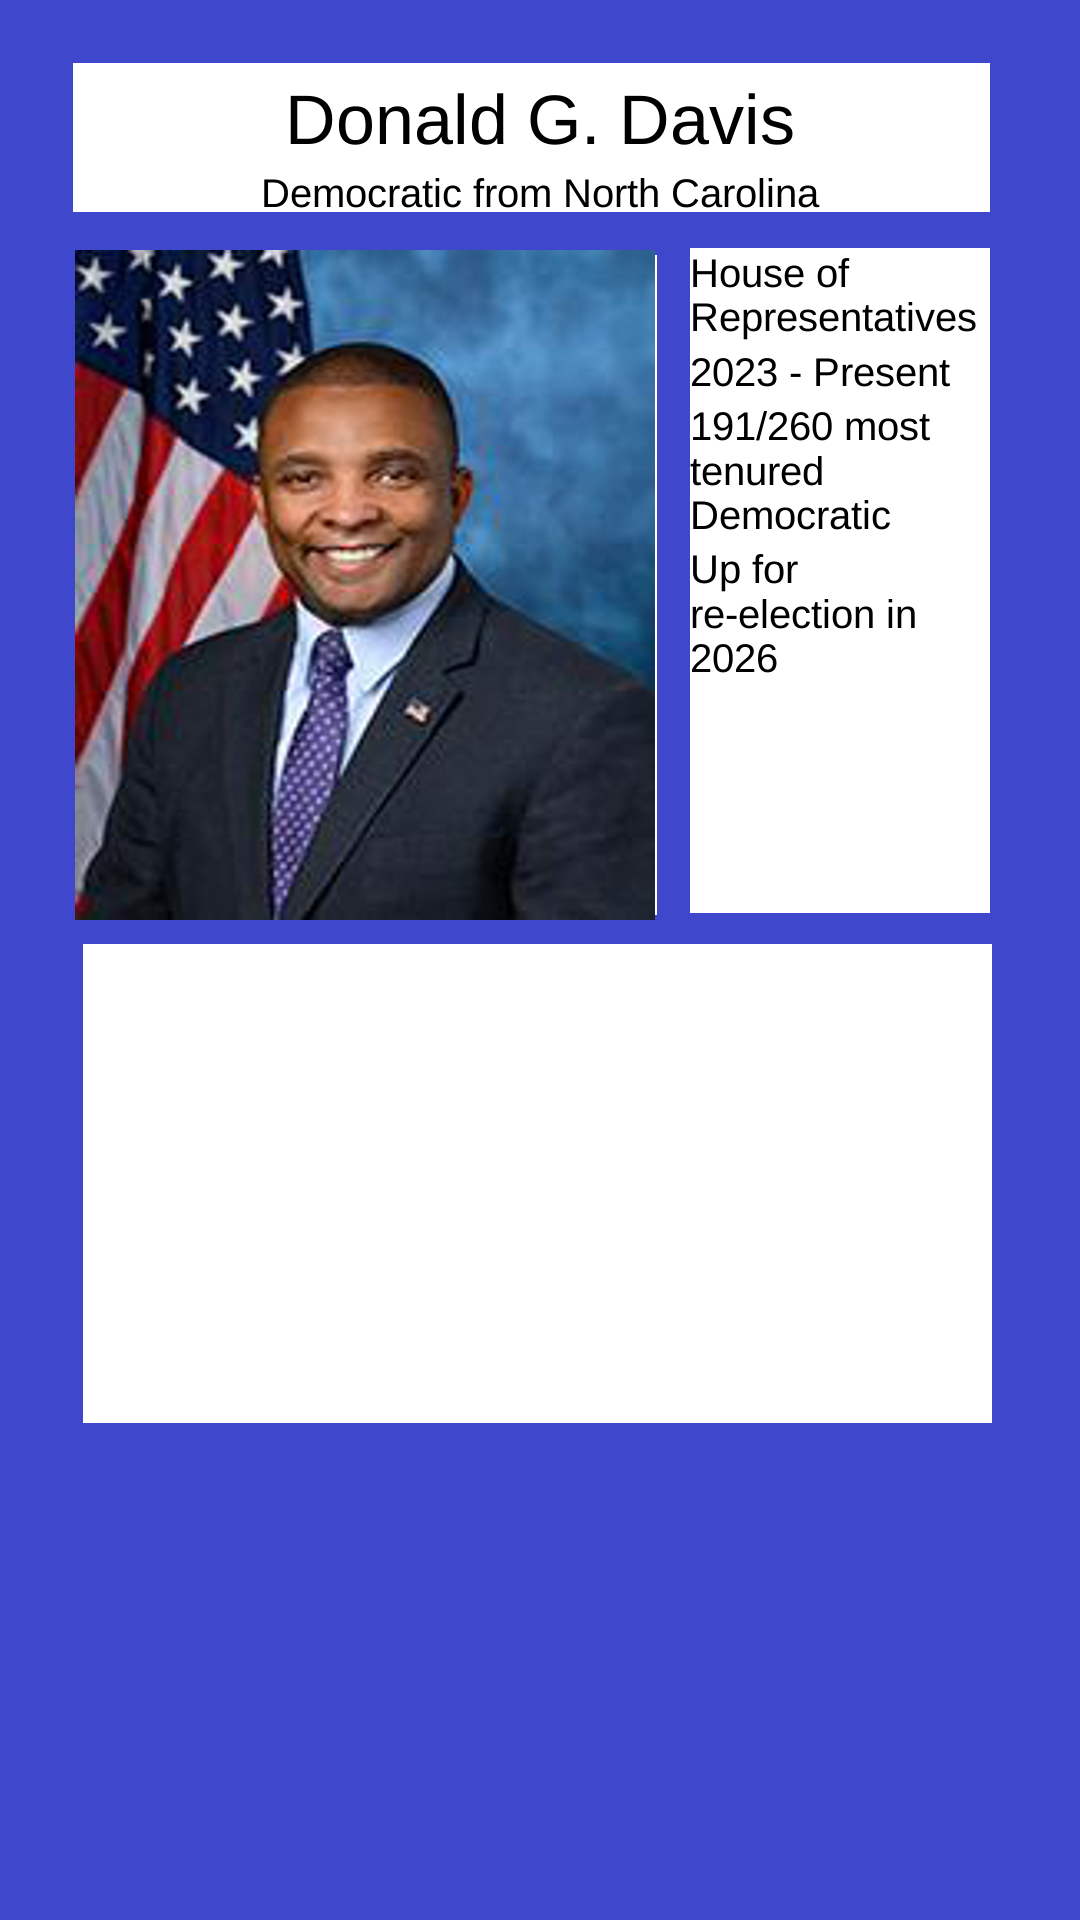 Donald G. Davis
Democratic from North Carolina
House of
Representatives
2023 - Present
191/260 most
tenured
Democratic
Up for
re-election in
2026